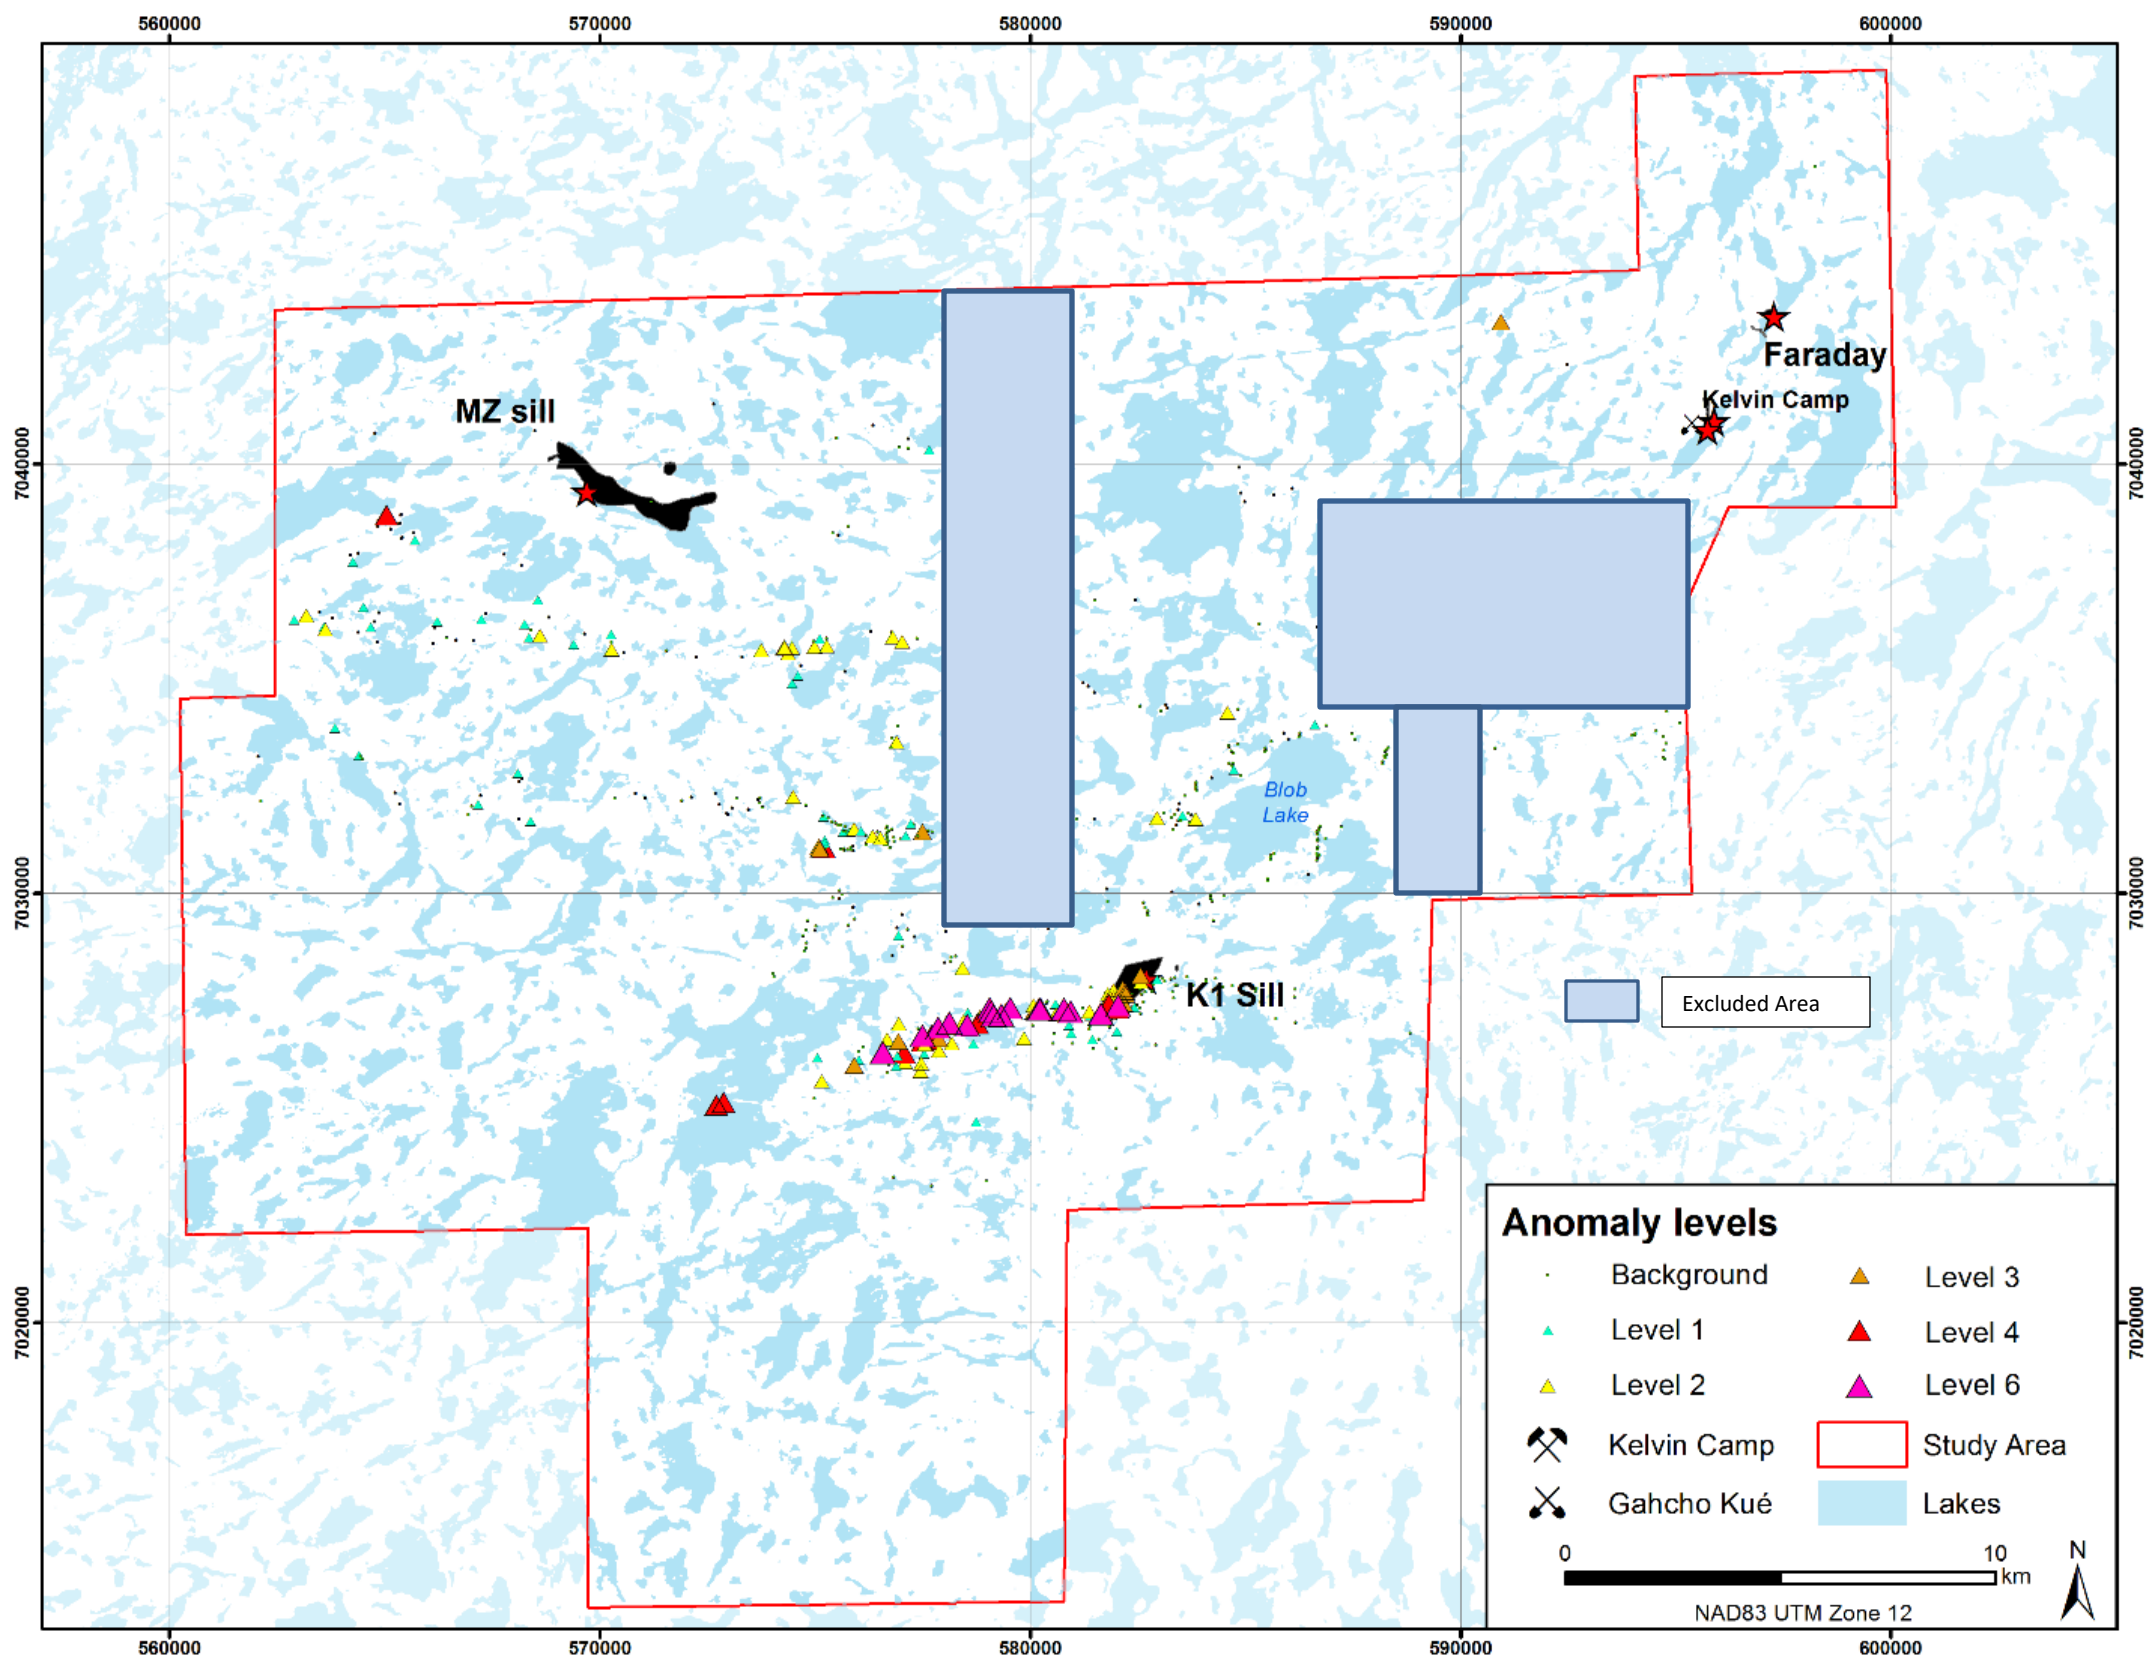 560000 570000 580000 590000 600000
Faraday
Kelvin Camp
MZ sill
7040000 7040000
Blob
Lake
7030000 7030000
K1 Sill
Excluded Area
Anomaly levels
Background Level 3
Level 1 Level 4
Level 2 Level 6
Kelvin Camp Study Area
Gahcho Kué Lakes
7020000 7020000
0 10
km
N
NAD83 UTM Zone 12
560000 570000 580000 590000 600000